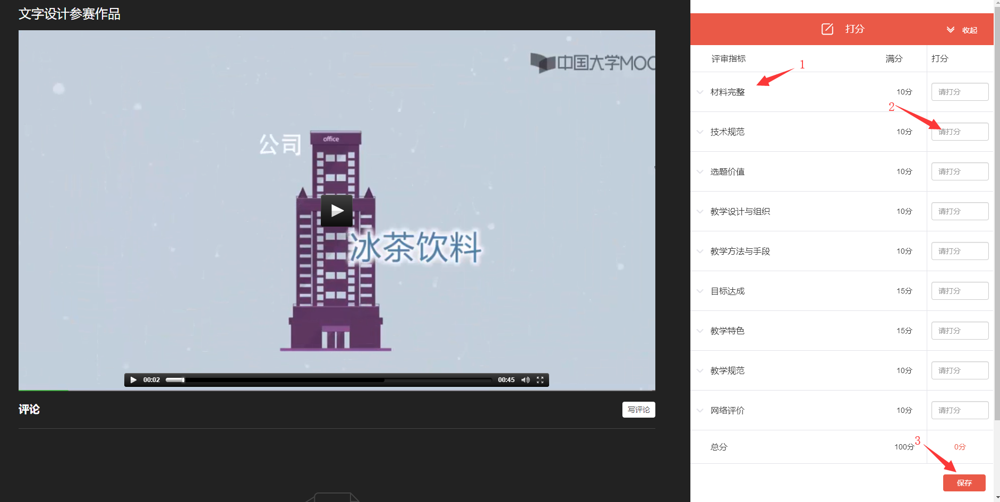 文字设计参赛作品
中国大学MOO
公司
office
冰茶饮料
00:02
00:45
评论
写评论
打分
收起
评审指标 满分 打分
1
材料完整 10分 请打分
2
技术规范 10分 请打分
选题价值 10分 请打分
教学设计与组织 10分 请打分
教学方法与手段 10分 请打分
目标达成 15分 请打分
教学特色 15分 请打分
教学规范 10分 请打分
网络评价 10分 请打分
3
总分 100分 0分
保存